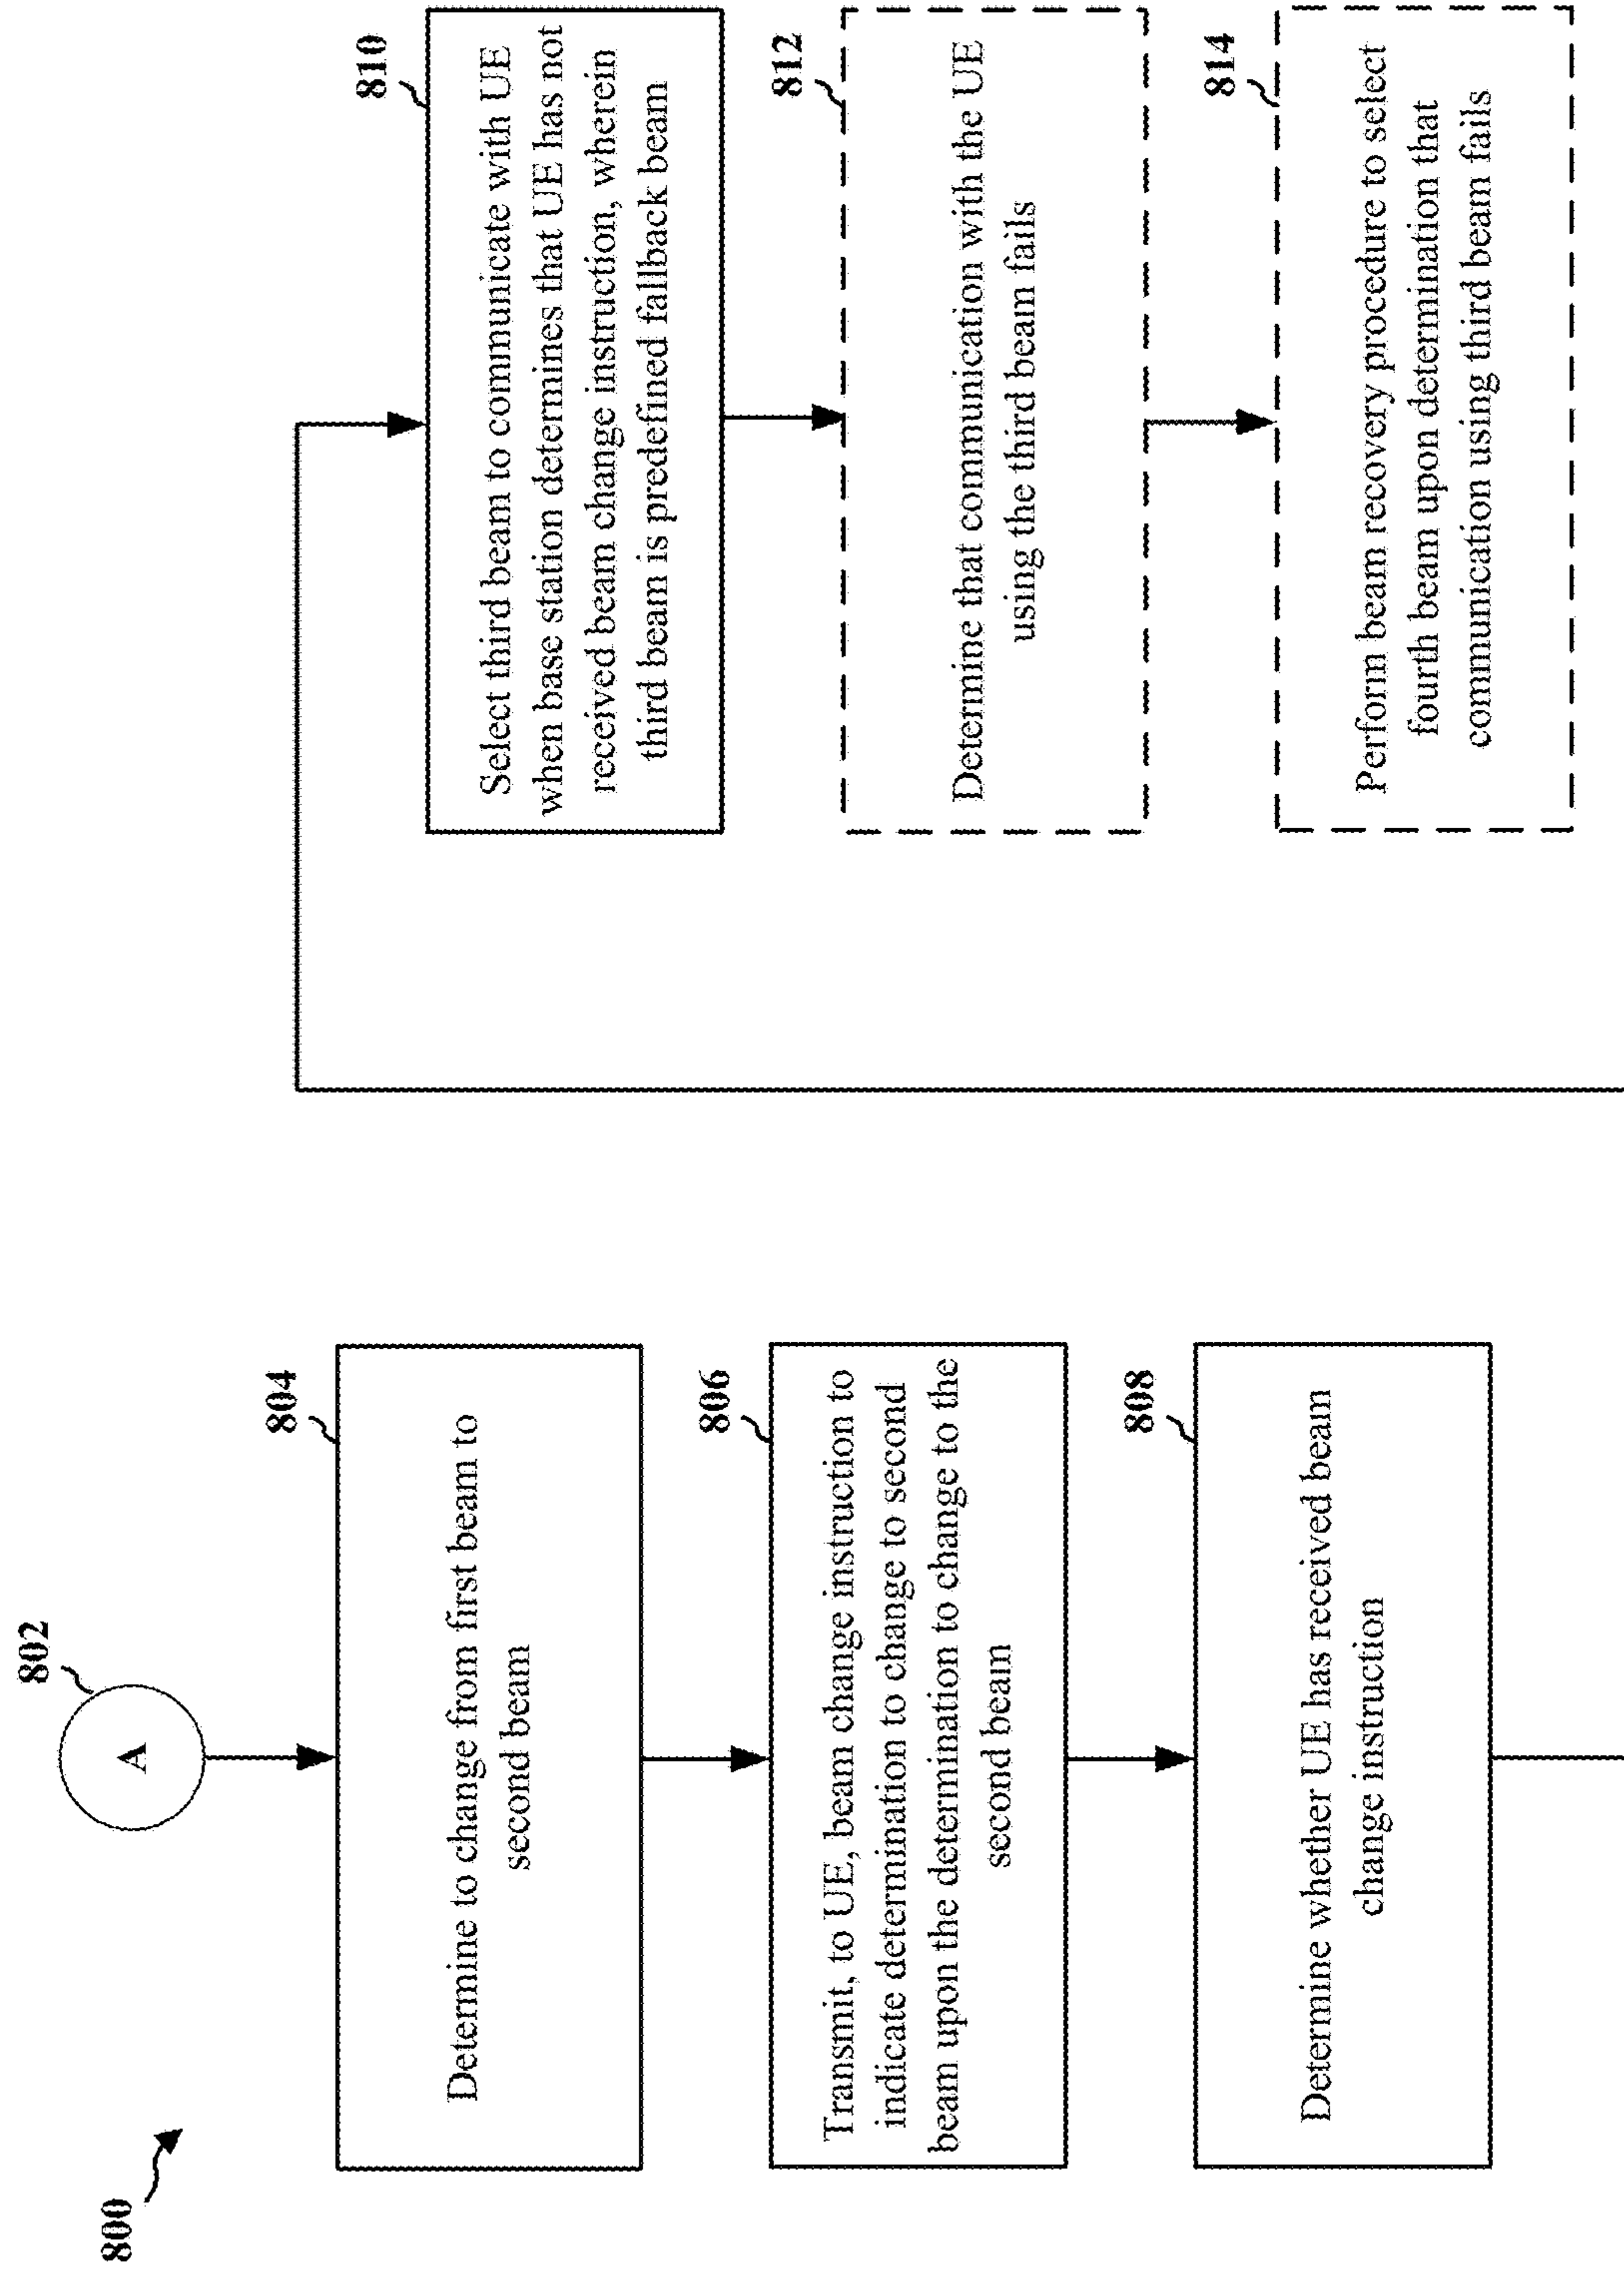 800
802
A
804
Determine to change from first beam to
second beam
806
Transmit, to UE, beam change instruction to
indicate determination to change to second
beam upon the determination to change to the
second beam
808
Determine whether UE has received beam
change instruction
810
Select third beam to communicate with UE
when base station determines that UE has not
received beam change instruction, wherein
third beam is predefined fallback beam
812
Determine that communication with the UE
using the third beam fails
814
Perform beam recovery procedure to select
fourth beam upon determination that
communication using third beam fails